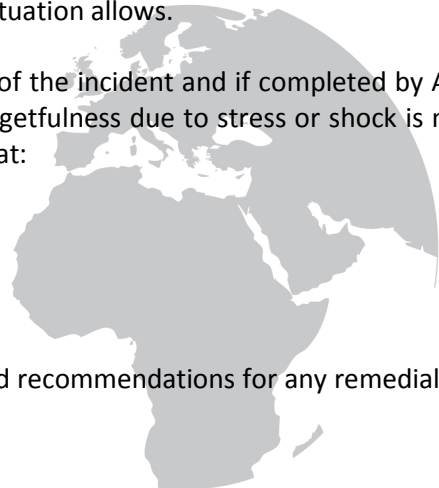 tuation allows.
of the incident and if completed by A
getfulness due to stress or shock is n
at:
d recommendations for any remedial